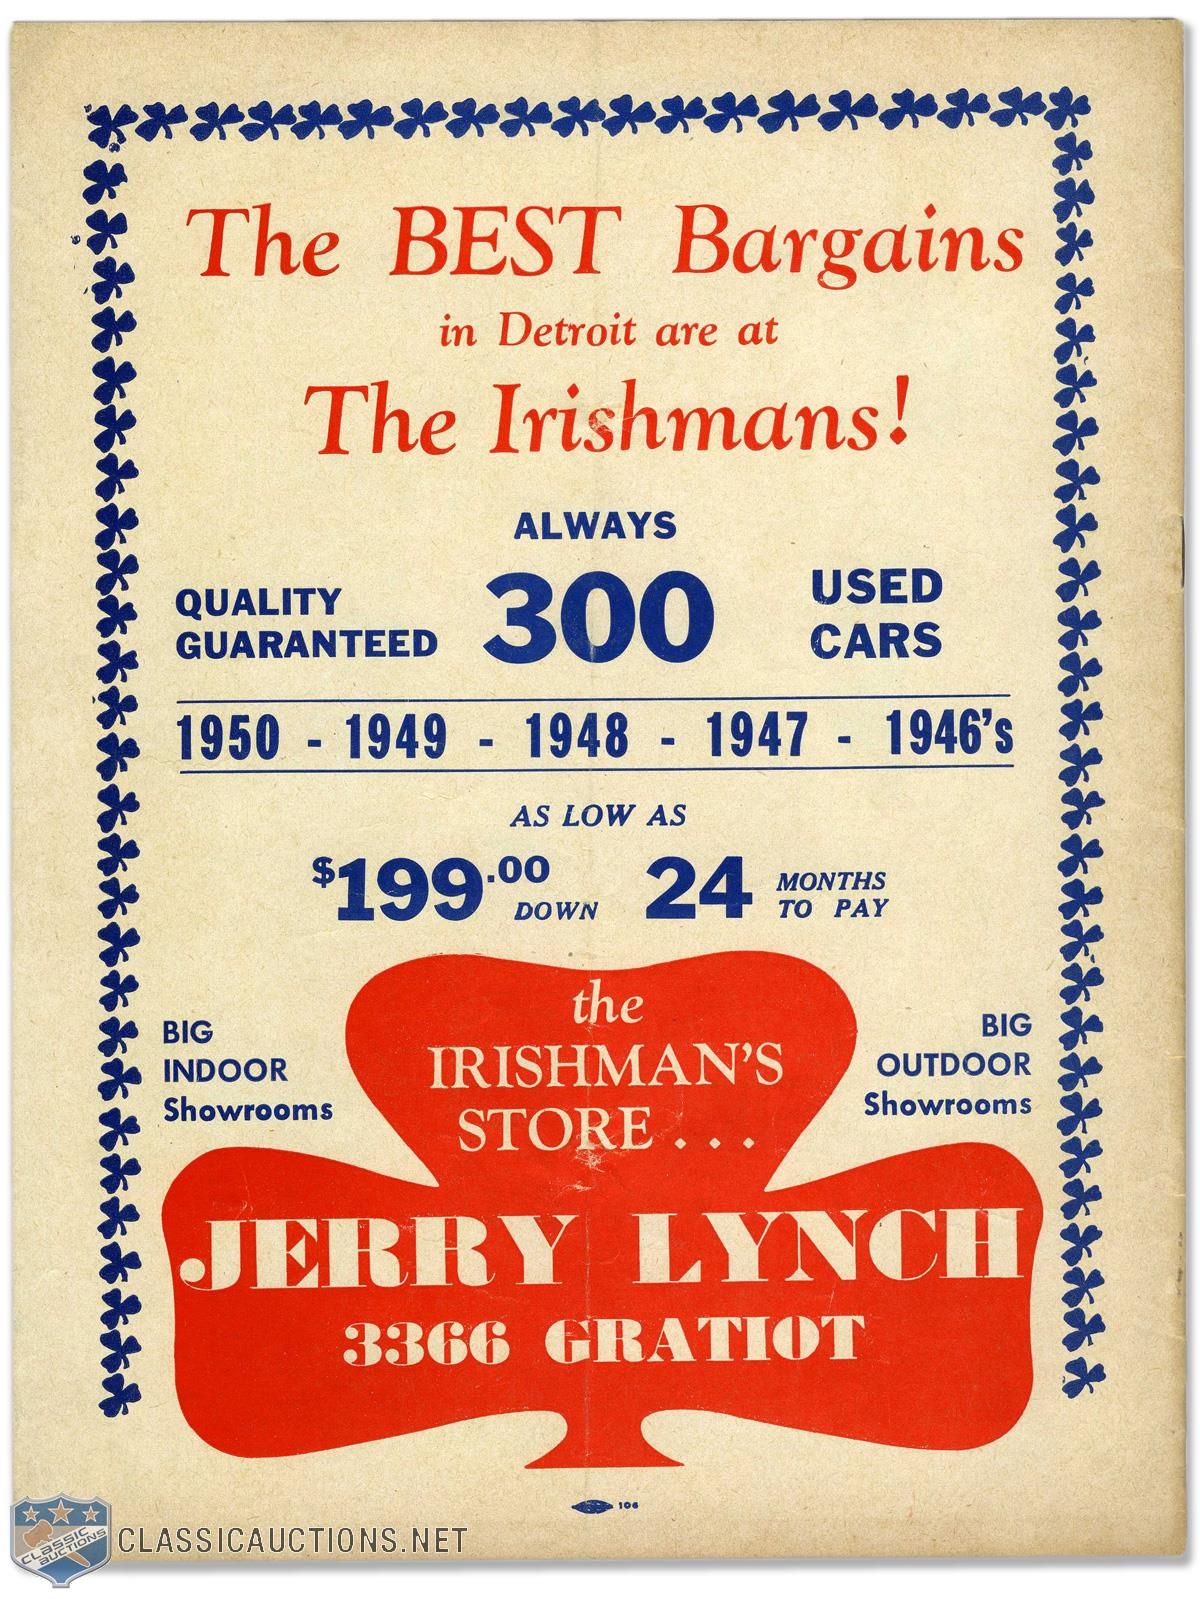 The BEST Bargains
in Detroit are at
The Irishmans!
ALWAYS
QUALITY
GUARANTEED
300
USED
CARS
1950 - 1949 - 1948 - 1947 - 1946's
AS LOW AS
$199.00 DOWN
24 MONTHS
TO PAY
BIG
INDOOR
Showrooms
the
IRISHMAN'S
STORE...
BIG
OUTDOOR
Showrooms
JERRY LYNCH
3366 GRATIOT
106
CLASSIC
AUCTIONS
CLASSICAUCTIONS.NET